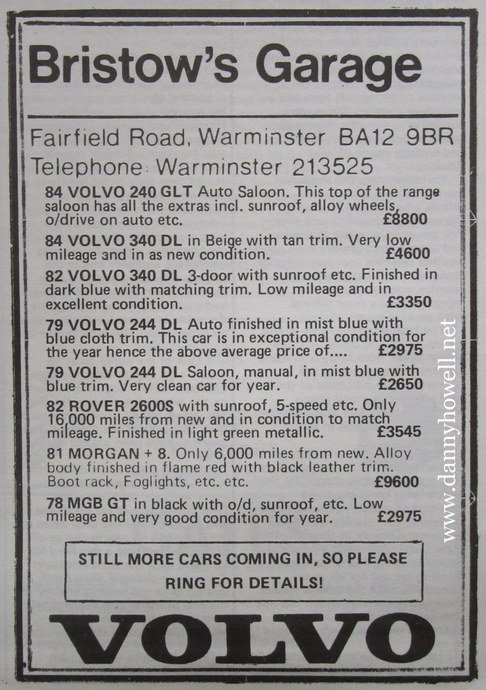 Bristow's Garage
Fairfield Road, Warminster BA12 9BR
Telephone: Warminster 213525
84 VOLVO 240 GLT Auto Saloon. This top of the range
saloon has all the extras incl. sunroof, alloy wheels,
o/drive on auto etc. £8800
84 VOLVO 340 DL in Beige with tan trim. Very low
mileage and in as new condition. £4600
82 VOLVO 340 DL 3-door with sunroof etc. Finished in
dark blue with matching trim. Low mileage and in
excellent condition. £3350
79 VOLVO 244 DL Auto finished in mist blue with
blue cloth trim. This car is in exceptional condition for
the year hence the above average price of.... £2975
79 VOLVO 244 DL Saloon, manual, in mist blue with
blue trim. Very clean car for year. £2650
82 ROVER 2600S with sunroof, 5-speed etc. Only
16,000 miles from new and in condition to match
mileage. Finished in light green metallic. £3545
81 MORGAN + 8. Only 6,000 miles from new. Alloy
body finished in flame red with black leather trim.
Boot rack, Foglights, etc. etc. £9600
78 MGB GT in black with o/d, sunroof, etc. Low
mileage and very good condition for year. £2975
STILL MORE CARS COMING IN, SO PLEASE
RING FOR DETAILS!
VOLVO
www.dannyhowell.net